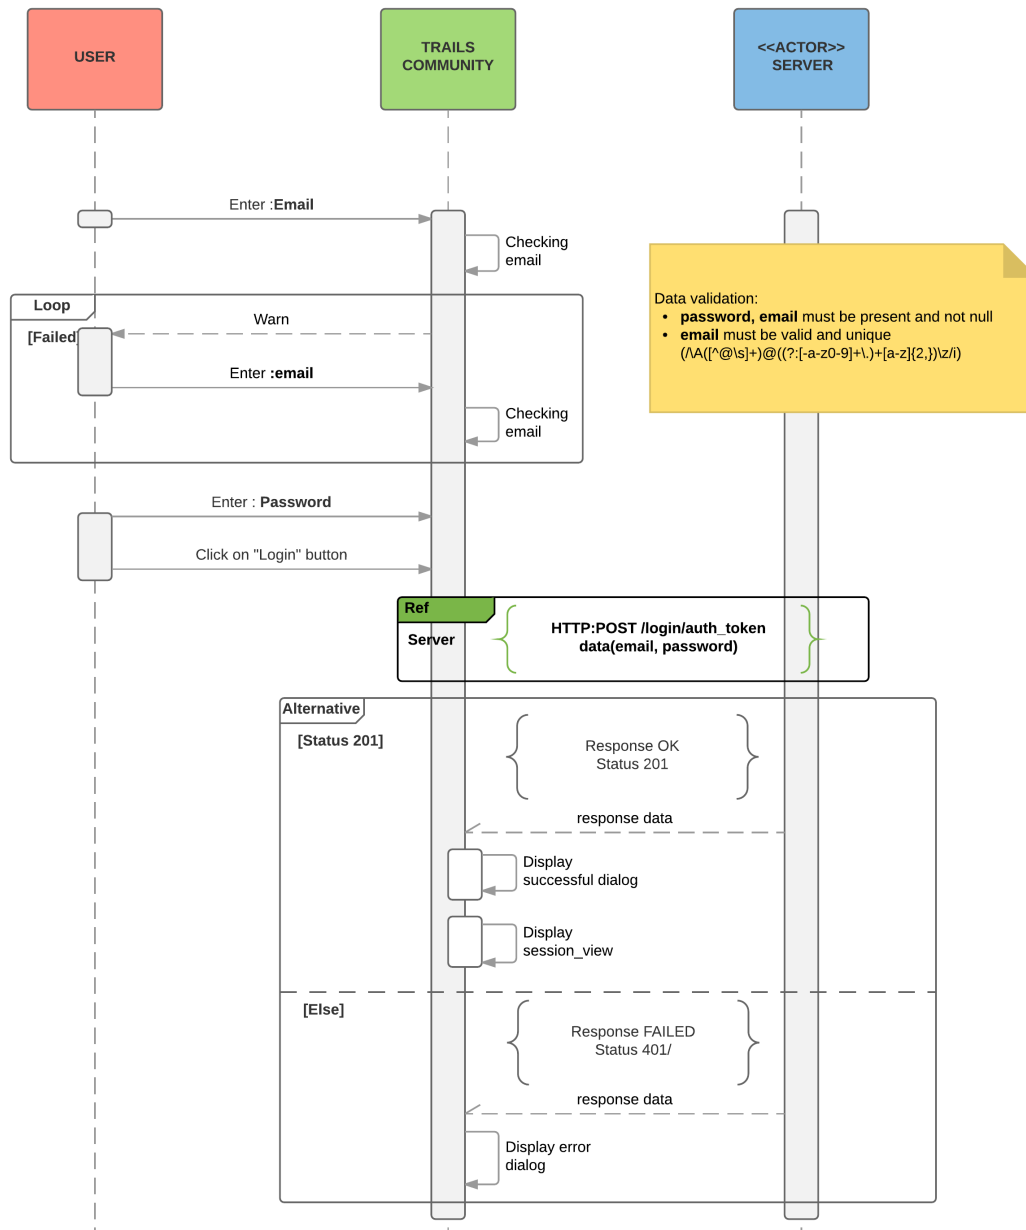 USER
TRAILS
COMMUNITY
<<ACTOR>>
SERVER
Enter :Email
Checking
email
Data validation:
• password, email must be present and not null
• email must be valid and unique
(/\A([^@\s]+)@((?:[-a-z0-9]+\.)+[a-z]{2,})\z/i)
Loop
[Failed]
Warn
Enter :email
Checking
email
Enter : Password
Click on "Login" button
Ref
Server
HTTP:POST /login/auth_token
data(email, password)
Alternative
[Status 201]
Response OK
Status 201
response data
Display
successful dialog
Display
session_view
[Else]
Response FAILED
Status 401/
response data
Display error
dialog